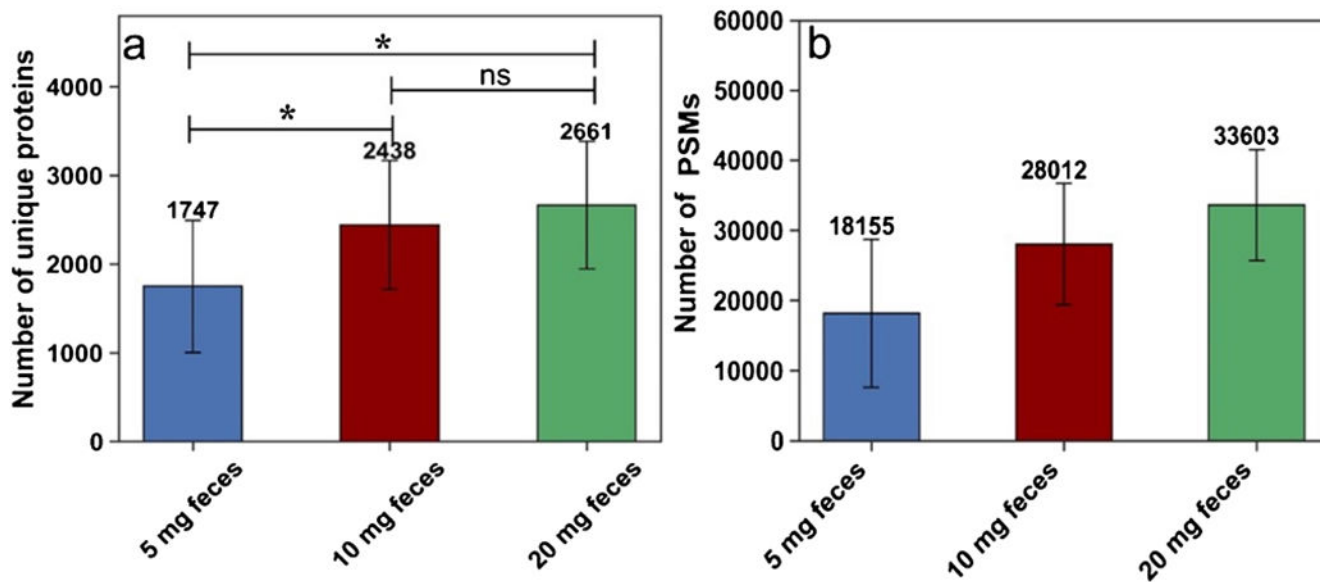 a
Number of unique proteins
4000
3000
2000
1000
0
*
ns
*
1747
2438
2661
5 mg feces
10 mg feces
20 mg feces
b
Number of PSMs
60000
50000
40000
30000
20000
10000
0
18155
28012
33603
5 mg feces
10 mg feces
20 mg feces